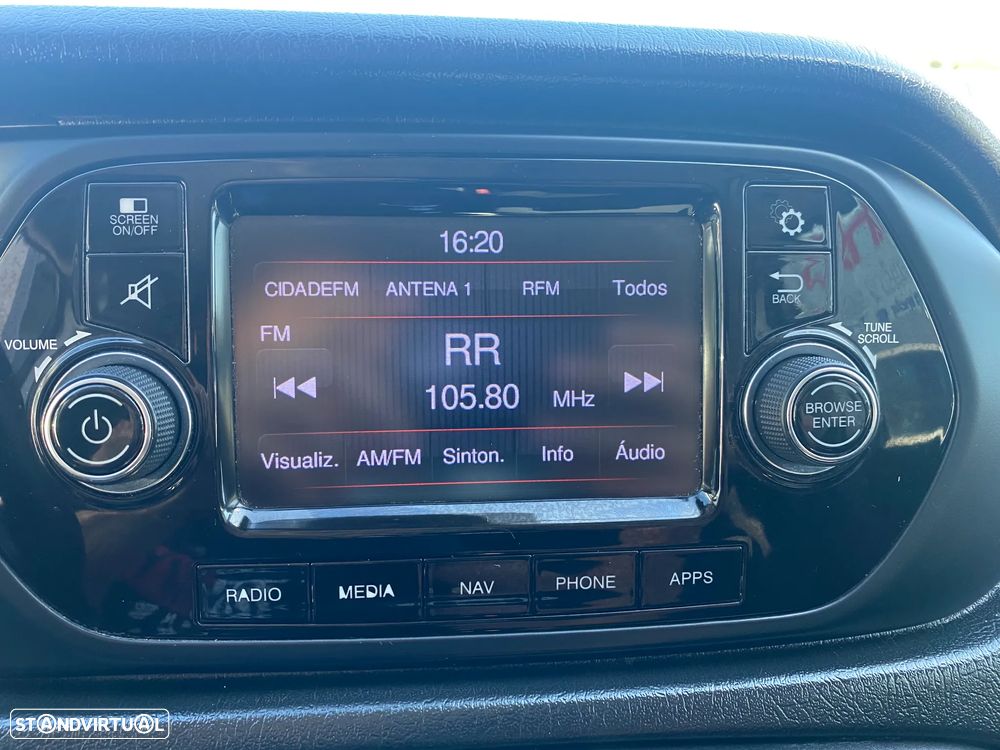 SCREEN
ON/OFF
VOLUME
16:20
CIDADEFM ANTENA 1 RFM Todos
FM
RR
105.80 MHz
Visualiz. AM/FM Sinton. Info Áudio
BACK
TUNE
SCROLL
BROWSE
ENTER
RADIO MEDIA NAV PHONE APPS
STANDVIRTUAL